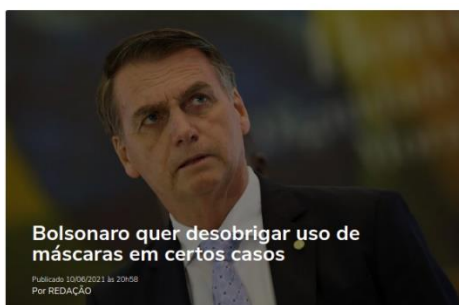 Bolsonaro quer desobrigar uso de
máscaras em certos casos
Publicado 10/06/2021 às 20h58
Por REDAÇÃO